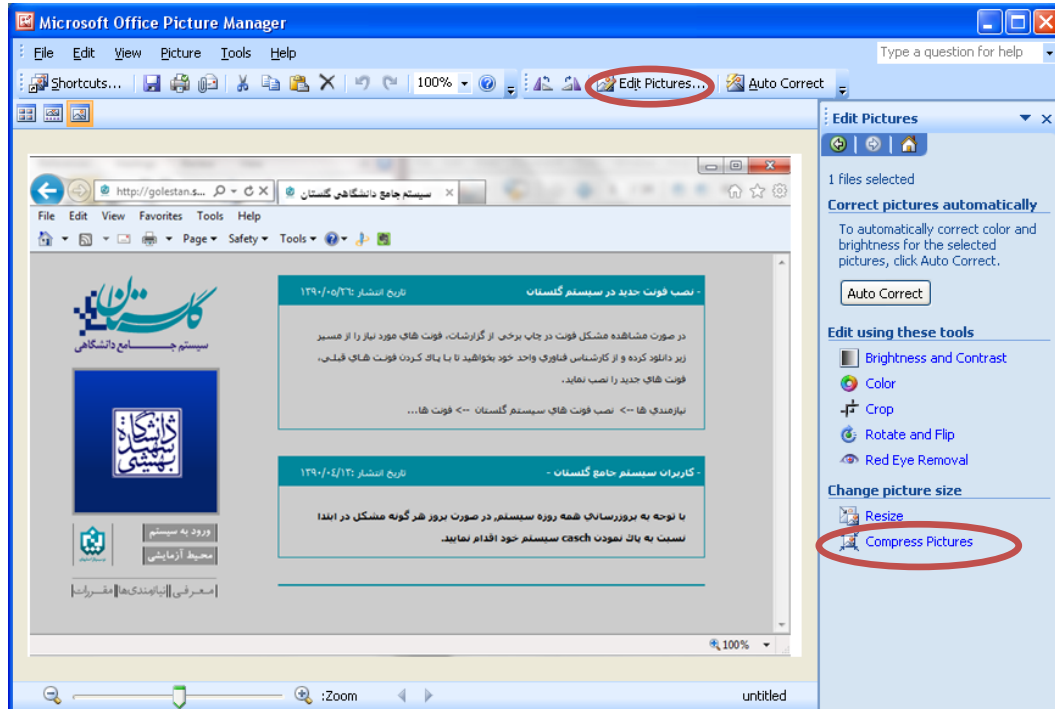 Microsoft Office Picture Manager
File Edit View Picture Tools Help
Type a question for help
Shortcuts... 100% Edit Pictures... Auto Correct
Edit Pictures
1 files selected
Correct pictures automatically
To automatically correct color and
brightness for the selected
pictures, click Auto Correct.
Auto Correct
Edit using these tools
Brightness and Contrast
Color
Crop
Rotate and Flip
Red Eye Removal
Change picture size
Resize
Compress Pictures
http://golestan.s... سیستم جامع دانشگاهی گلستان
File Edit View Favorites Tools Help
Page Safety Tools
گلستان
سیستم جــــامع دانشگاهی
دانشگاه
شهید
بهشتی
ورود به سیستم
محیط آزمایشی
|معـرفی||نیازمندی‌ها||مقـررات|
- نصب فونت جدید در سیستم گلستان تاریخ انتشار :۱۳۹۰/۰۵/۲۶
در صورت مشاهده مشکل فونت در چاپ برخی از گزارشات، فونت های مورد نیاز را از مسیر
زیر دانلود کرده و از کارشناس فناوری واحد خود بخواهید تا با پاک کردن فونت های قبلی،
فونت های جدید را نصب نماید.
نیازمندی ها --> نصب فونت های سیستم گلستان --> فونت ها...
- کاربران سیستم جامع گلستان - تاریخ انتشار :۱۳۹۰/۰۴/۱۳
با توجه به بروزرسانی همه روزه سیستم, در صورت بروز هر گونه مشکل در ابتدا
نسبت به پاک نمودن casch سیستم خود اقدام نمایید.
100%
:Zoom untitled